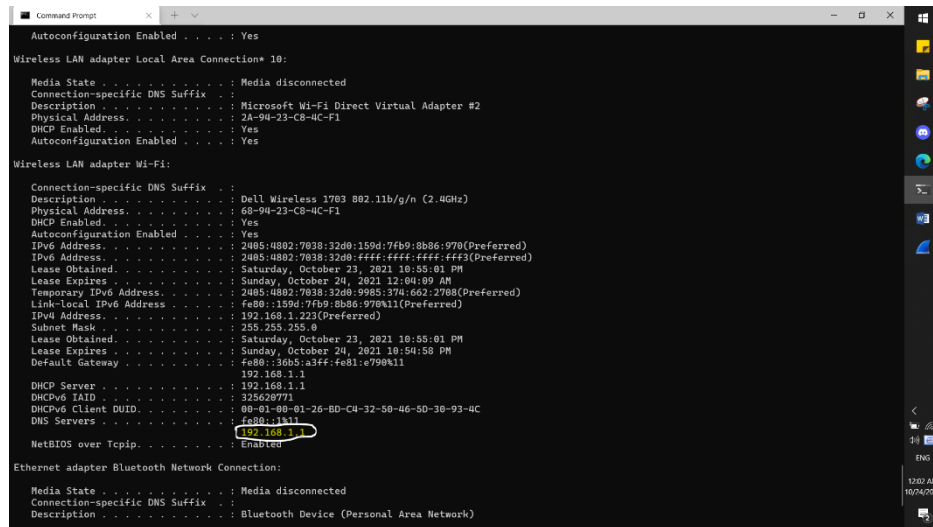 Command Prompt
Autoconfiguration Enabled . . . . : Yes
Wireless LAN adapter Local Area Connection* 10:
Media State . . . . . . . . . . . : Media disconnected
Connection-specific DNS Suffix  . :
Description . . . . . . . . . . . : Microsoft Wi-Fi Direct Virtual Adapter #2
Physical Address. . . . . . . . . : 2A-94-23-C8-4C-F1
DHCP Enabled. . . . . . . . . . . : Yes
Autoconfiguration Enabled . . . . : Yes
Wireless LAN adapter Wi-Fi:
Connection-specific DNS Suffix  . :
Description . . . . . . . . . . . : Dell Wireless 1703 802.11b/g/n (2.4GHz)
Physical Address. . . . . . . . . : 68-94-23-C8-4C-F1
DHCP Enabled. . . . . . . . . . . : Yes
Autoconfiguration Enabled . . . . : Yes
IPv6 Address. . . . . . . . . . . : 2405:4802:7038:32d0:159d:7fb9:8b86:970(Preferred)
IPv6 Address. . . . . . . . . . . : 2405:4802:7038:32d0:ffff:ffff:ffff:fff3(Preferred)
Lease Obtained. . . . . . . . . . : Saturday, October 23, 2021 10:55:01 PM
Lease Expires . . . . . . . . . . : Sunday, October 24, 2021 12:04:09 AM
Temporary IPv6 Address. . . . . . : 2405:4802:7038:32d0:9985:374:662:2708(Preferred)
Link-local IPv6 Address . . . . . : fe80::159d:7fb9:8b86:970%11(Preferred)
IPv4 Address. . . . . . . . . . . : 192.168.1.223(Preferred)
Subnet Mask . . . . . . . . . . . : 255.255.255.0
Lease Obtained. . . . . . . . . . : Saturday, October 23, 2021 10:55:01 PM
Lease Expires . . . . . . . . . . : Sunday, October 24, 2021 10:54:58 PM
Default Gateway . . . . . . . . . : fe80::36b5:a3ff:fe81:e790%11
192.168.1.1
DHCP Server . . . . . . . . . . . : 192.168.1.1
DHCPv6 IAID . . . . . . . . . . . : 325620771
DHCPv6 Client DUID. . . . . . . . : 00-01-00-01-26-BD-C4-32-50-46-5D-30-93-4C
DNS Servers . . . . . . . . . . . : fe80::1%11
192.168.1.1
NetBIOS over Tcpip. . . . . . . . : Enabled
Ethernet adapter Bluetooth Network Connection:
Media State . . . . . . . . . . . : Media disconnected
Connection-specific DNS Suffix  . :
Description . . . . . . . . . . . : Bluetooth Device (Personal Area Network)
ENG
12:02 A
10/24/20